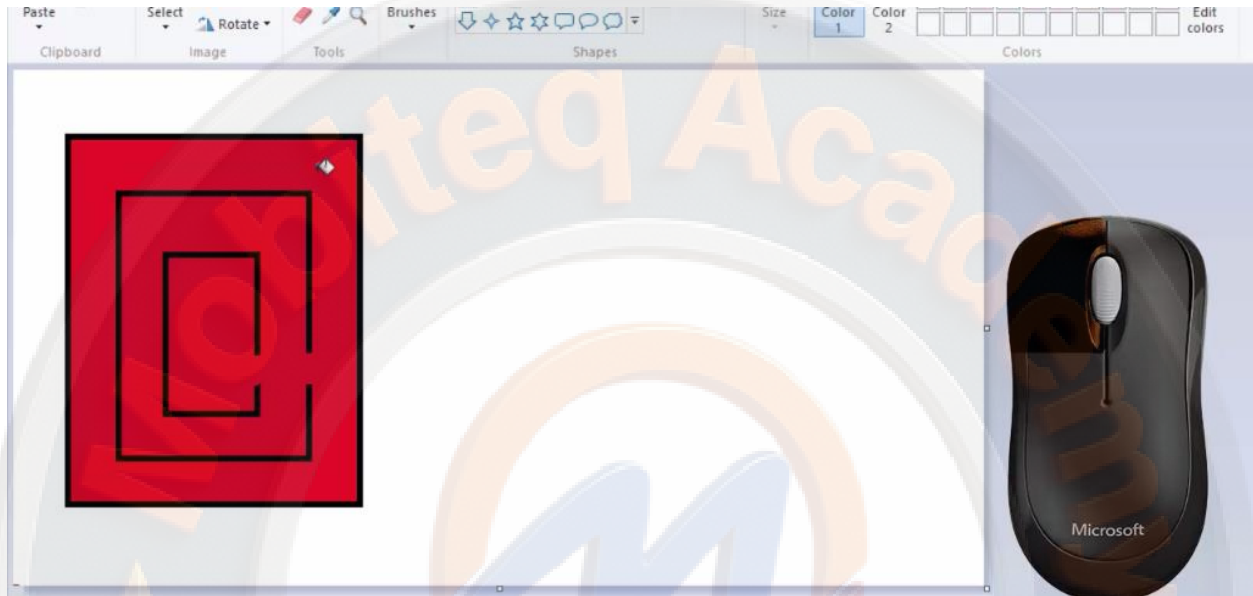 Paste Select Rotate Brushes Size Color 1 Color 2 Edit colors
Clipboard Image Tools Shapes Colors
Mobiteq Academy
Microsoft